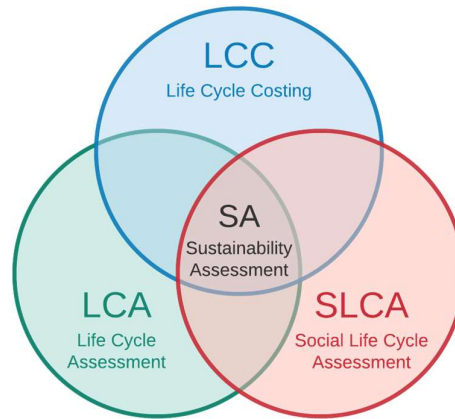 LCC
Life Cycle Costing
SA
Sustainability
Assessment
LCA
Life Cycle
Assessment
SLCA
Social Life Cycle
Assessment